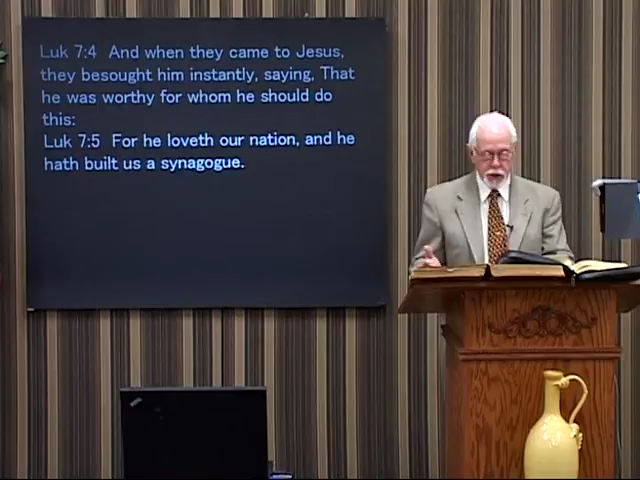 Luk 7:4 And when they came to Jesus,
they besought him instantly, saying, That
he was worthy for whom he should do
this:
Luk 7:5 For he loveth our nation, and he
hath built us a synagogue.